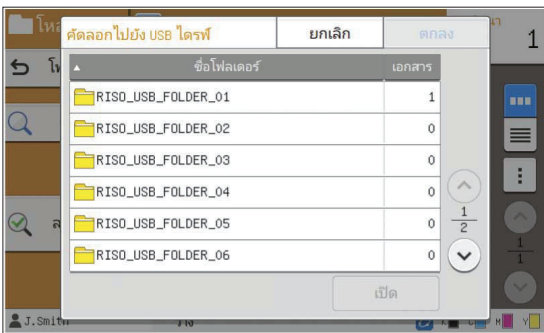 คัดลอกไปยัง USB ไดรฟ์ ยกเลิก ตกลง
1
ชื่อโฟลเดอร์ เอกสาร
RISO_USB_FOLDER_01 1
RISO_USB_FOLDER_02 0
RISO_USB_FOLDER_03 0
RISO_USB_FOLDER_04 0
RISO_USB_FOLDER_05 0
RISO_USB_FOLDER_06 0
1
2
1
1
เปิด
J.Smith ว่าง